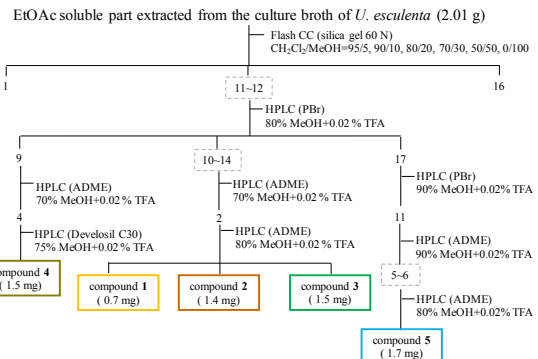 EtOAc soluble part extracted from the culture broth of U. esculenta (2.01 g)
Flash CC (silica gel 60 N)
CH2Cl2/MeOH=95/5, 90/10, 80/20, 70/30, 50/50, 0/100
1
11~12
16
HPLC (PBr)
80% MeOH+0.02 % TFA
9
10~14
17
HPLC (ADME)
70% MeOH+0.02 % TFA
HPLC (ADME)
70% MeOH+0.02 % TFA
HPLC (PBr)
90% MeOH+0.02% TFA
4
2
11
HPLC (Develosil C30)
75% MeOH+0.02 % TFA
HPLC (ADME)
80% MeOH+0.02 % TFA
HPLC (ADME)
90% MeOH+0.02% TFA
5~6
compound 4
( 1.5 mg)
compound 1
( 0.7 mg)
compound 2
( 1.4 mg)
compound 3
( 1.5 mg)
HPLC (ADME)
80% MeOH+0.02 % TFA
compound 5
( 1.7 mg)